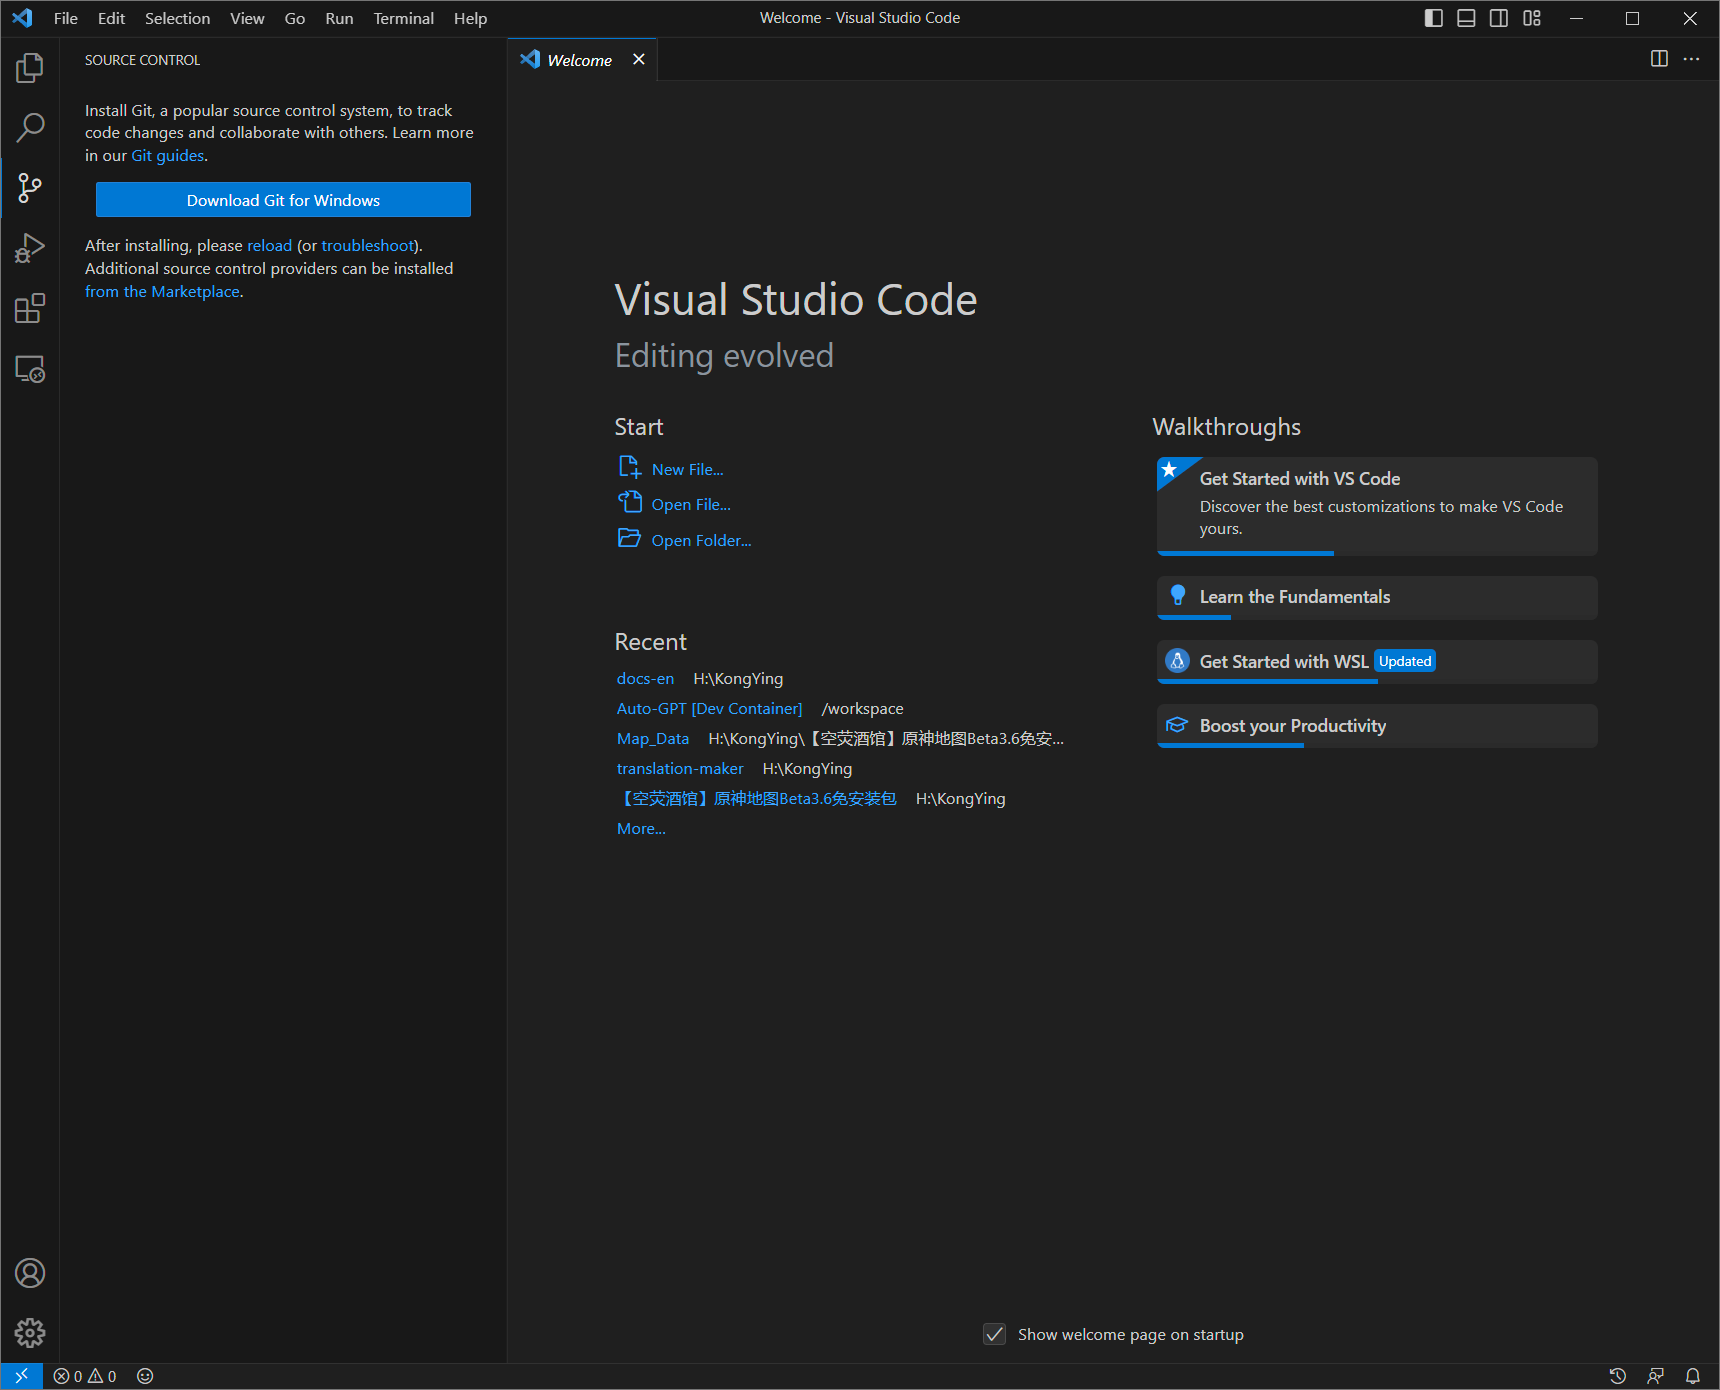 File Edit Selection View Go Run Terminal Help
Welcome - Visual Studio Code
SOURCE CONTROL
Install Git, a popular source control system, to track
code changes and collaborate with others. Learn more
in our Git guides.
Download Git for Windows
After installing, please reload (or troubleshoot).
Additional source control providers can be installed
from the Marketplace.
Welcome
Visual Studio Code
Editing evolved
Start
New File...
Open File...
Open Folder...
Recent
docs-en H:\KongYing
Auto-GPT [Dev Container] /workspace
Map_Data H:\KongYing\【空荧酒馆】原神地图Beta3.6免安...
translation-maker H:\KongYing
【空荧酒馆】原神地图Beta3.6免安装包 H:\KongYing
More...
Walkthroughs
Get Started with VS Code
Discover the best customizations to make VS Code
yours.
Learn the Fundamentals
Get Started with WSL Updated
Boost your Productivity
Show welcome page on startup
0 0